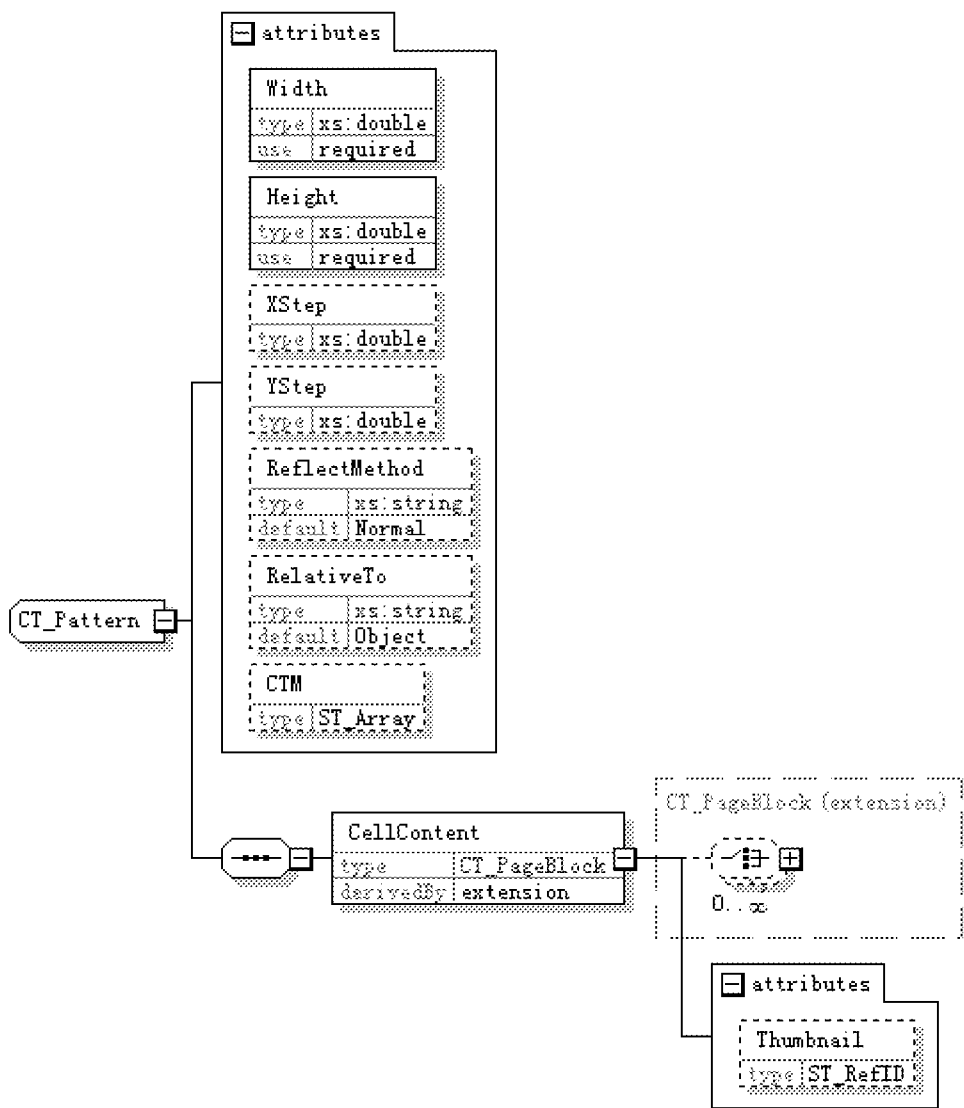 attributes
Width
type xs:double
use required
Height
type xs:double
use required
XStep
type xs:double
YStep
type xs:double
ReflectMethod
type xs:string
default Normal
RelativeTo
type xs:string
default Object
CT_Pattern
CTM
type ST_Array
CT_PageBlock (extension)
CellContent
type CT_PageBlock
derivedBy extension
0..∞
attributes
Thumbnail
type ST_RefID